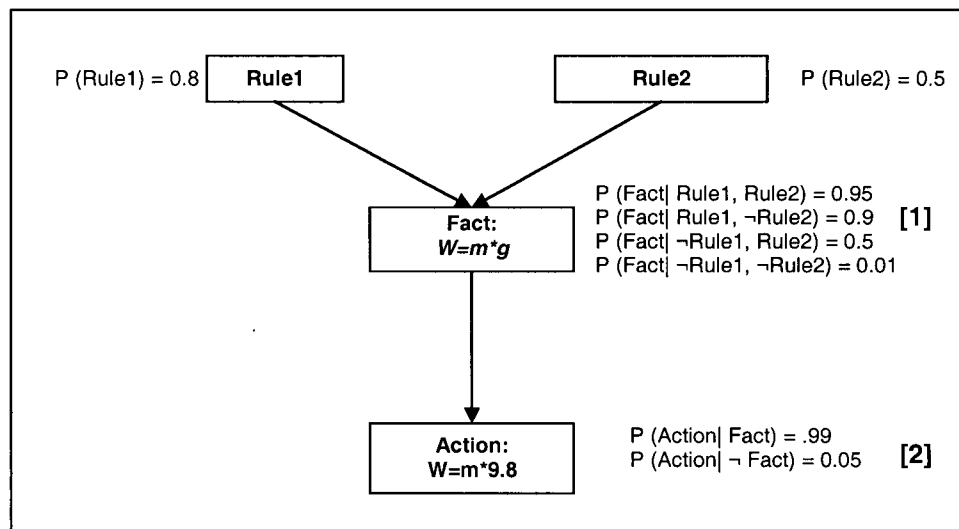 P (Rule1) = 0.8 Rule1 Rule2 P (Rule2) = 0.5
P (Fact| Rule1, Rule2) = 0.95
P (Fact| Rule1, ¬Rule2) = 0.9 [1]
P (Fact| ¬Rule1, Rule2) = 0.5
P (Fact| ¬Rule1, ¬Rule2) = 0.01
Fact:
W=m*g
Action:
W=m*9.8
P (Action| Fact) = .99
P (Action| ¬ Fact) = 0.05 [2]